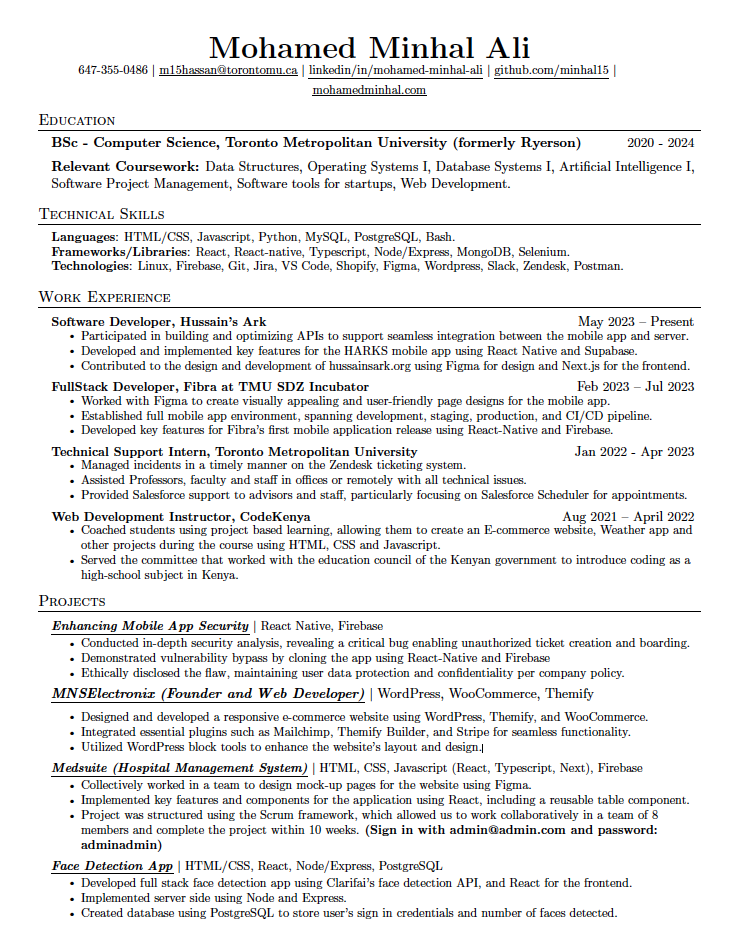 Mohamed Minhal Ali
647-355-0486 | m15hassan@torontomu.ca | linkedin/in/mohamed-minhal-ali | github.com/minhal15 |
mohamedminhal.com
Education
BSc - Computer Science, Toronto Metropolitan University (formerly Ryerson) 2020 - 2024
Relevant Coursework: Data Structures, Operating Systems I, Database Systems I, Artificial Intelligence I,
Software Project Management, Software tools for startups, Web Development.
Technical Skills
Languages: HTML/CSS, Javascript, Python, MySQL, PostgreSQL, Bash.
Frameworks/Libraries: React, React-native, Typescript, Node/Express, MongoDB, Selenium.
Technologies: Linux, Firebase, Git, Jira, VS Code, Shopify, Figma, Wordpress, Slack, Zendesk, Postman.
Work Experience
Software Developer, Hussain's Ark May 2023 – Present
• Participated in building and optimizing APIs to support seamless integration between the mobile app and server.
• Developed and implemented key features for the HARKS mobile app using React Native and Supabase.
• Contributed to the design and development of hussainsark.org using Figma for design and Next.js for the frontend.
FullStack Developer, Fibra at TMU SDZ Incubator Feb 2023 – Jul 2023
• Worked with Figma to create visually appealing and user-friendly page designs for the mobile app.
• Established full mobile app environment, spanning development, staging, production, and CI/CD pipeline.
• Developed key features for Fibra's first mobile application release using React-Native and Firebase.
Technical Support Intern, Toronto Metropolitan University Jan 2022 - Apr 2023
• Managed incidents in a timely manner on the Zendesk ticketing system.
• Assisted Professors, faculty and staff in offices or remotely with all technical issues.
• Provided Salesforce support to advisors and staff, particularly focusing on Salesforce Scheduler for appointments.
Web Development Instructor, CodeKenya Aug 2021 – April 2022
• Coached students using project based learning, allowing them to create an E-commerce website, Weather app and
other projects during the course using HTML, CSS and Javascript.
• Served the committee that worked with the education council of the Kenyan government to introduce coding as a
high-school subject in Kenya.
Projects
Enhancing Mobile App Security | React Native, Firebase
• Conducted in-depth security analysis, revealing a critical bug enabling unauthorized ticket creation and boarding.
• Demonstrated vulnerability bypass by cloning the app using React-Native and Firebase
• Ethically disclosed the flaw, maintaining user data protection and confidentiality per company policy.
MNSElectronix (Founder and Web Developer) | WordPress, WooCommerce, Themify
• Designed and developed a responsive e-commerce website using WordPress, Themify, and WooCommerce.
• Integrated essential plugins such as Mailchimp, Themify Builder, and Stripe for seamless functionality.
• Utilized WordPress block tools to enhance the website's layout and design.
Medsuite (Hospital Management System) | HTML, CSS, Javascript (React, Typescript, Next), Firebase
• Collectively worked in a team to design mock-up pages for the website using Figma.
• Implemented key features and components for the application using React, including a reusable table component.
• Project was structured using the Scrum framework, which allowed us to work collaboratively in a team of 8
members and complete the project within 10 weeks. (Sign in with admin@admin.com and password:
adminadmin)
Face Detection App | HTML/CSS, React, Node/Express, PostgreSQL
• Developed full stack face detection app using Clarifai's face detection API, and React for the frontend.
• Implemented server side using Node and Express.
• Created database using PostgreSQL to store user's sign in credentials and number of faces detected.